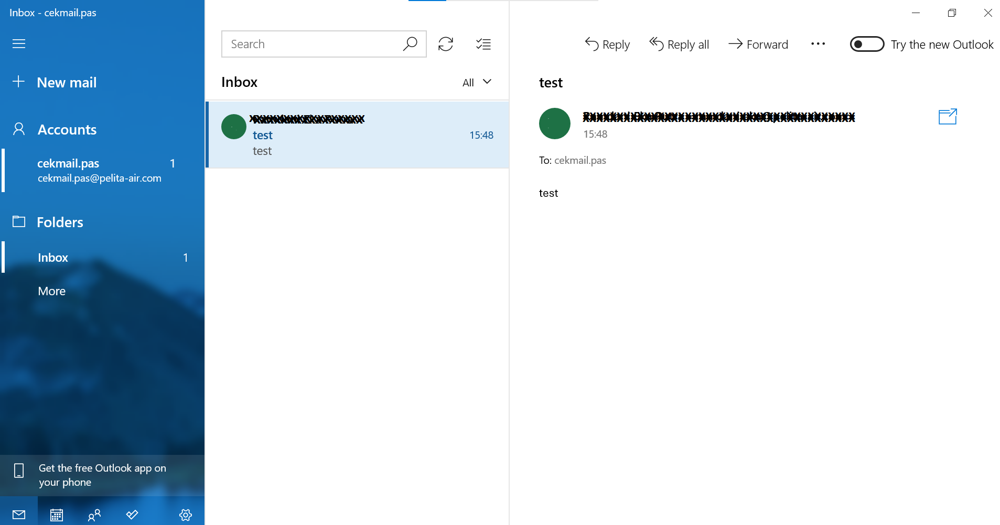 Inbox - cekmail.pas
New mail
Accounts
cekmail.pas 1
cekmail.pas@pelita-air.com
Folders
Inbox 1
More
Get the free Outlook app on
your phone
Search
Inbox All
test 15:48
test
Reply Reply all Forward Try the new Outlook
test
15:48
To: cekmail.pas
test